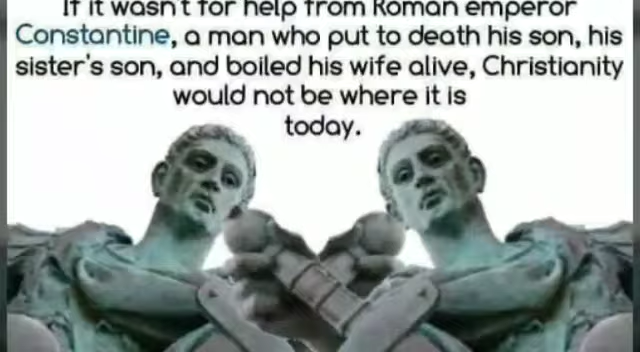 If it wasn't for help from Roman emperor
Constantine, a man who put to death his son, his
sister's son, and boiled his wife alive, Christianity
would not be where it is
today.